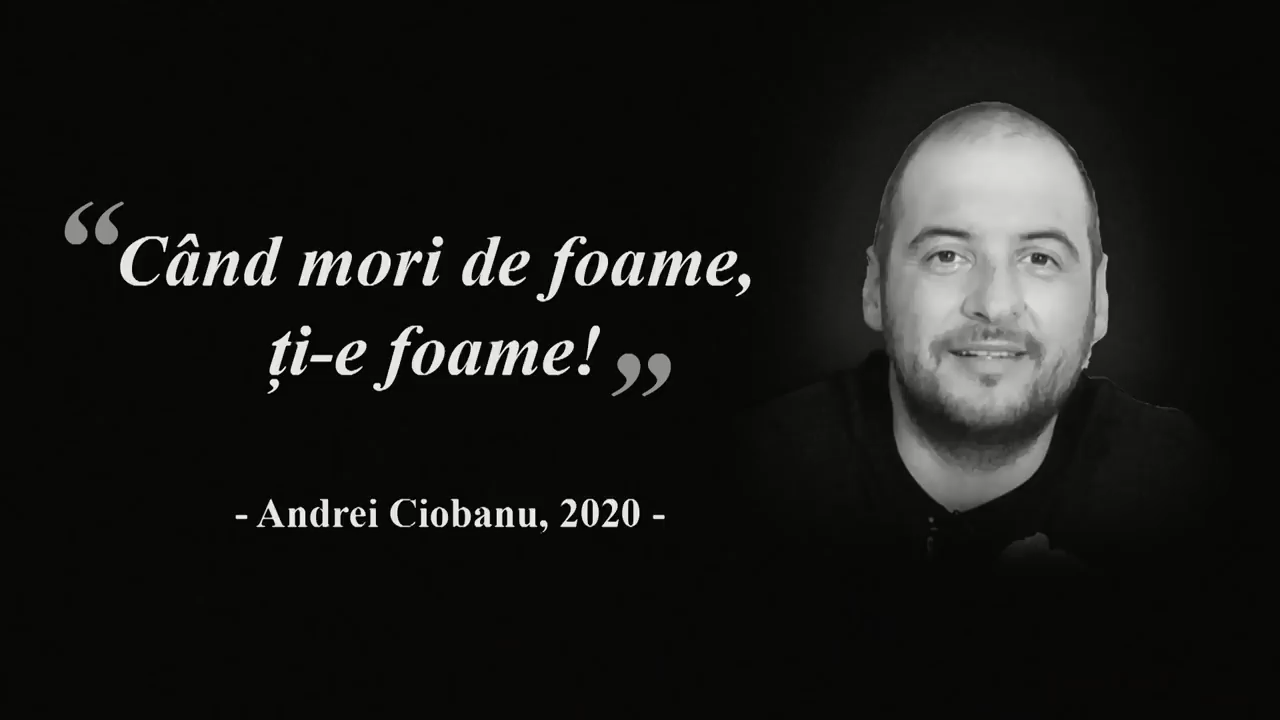 “Când mori de foame,
ți-e foame!”
- Andrei Ciobanu, 2020 -